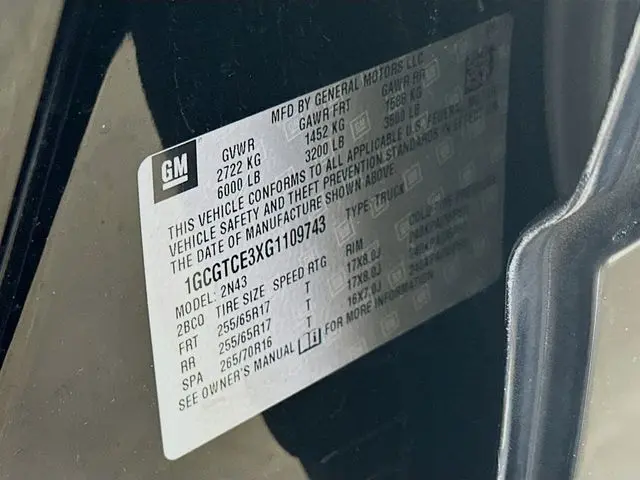 GM
MFD BY GENERAL MOTORS LLC
GVWR GAWR FRT GAWR RR
2722 KG 1452 KG 1588 KG
6000 LB 3200 LB 3500 LB
THIS VEHICLE CONFORMS TO ALL APPLICABLE U.S. FEDERAL
VEHICLE SAFETY AND THEFT PREVENTION STANDARDS IN EFFECT ON
THE DATE OF MANUFACTURE SHOWN ABOVE.
1GCGTCE3XG1109743 TYPE: TRUCK
MODEL: 2N43
2BCO TIRE SIZE SPEED RTG RIM COLD TIRE PRESSURE
FRT 255/65R17 T 17X8.0J
RR 255/65R17 T 17X8.0J
SPA 265/70R16 T 16X7.0J
SEE OWNER'S MANUAL FOR MORE INFORMATION